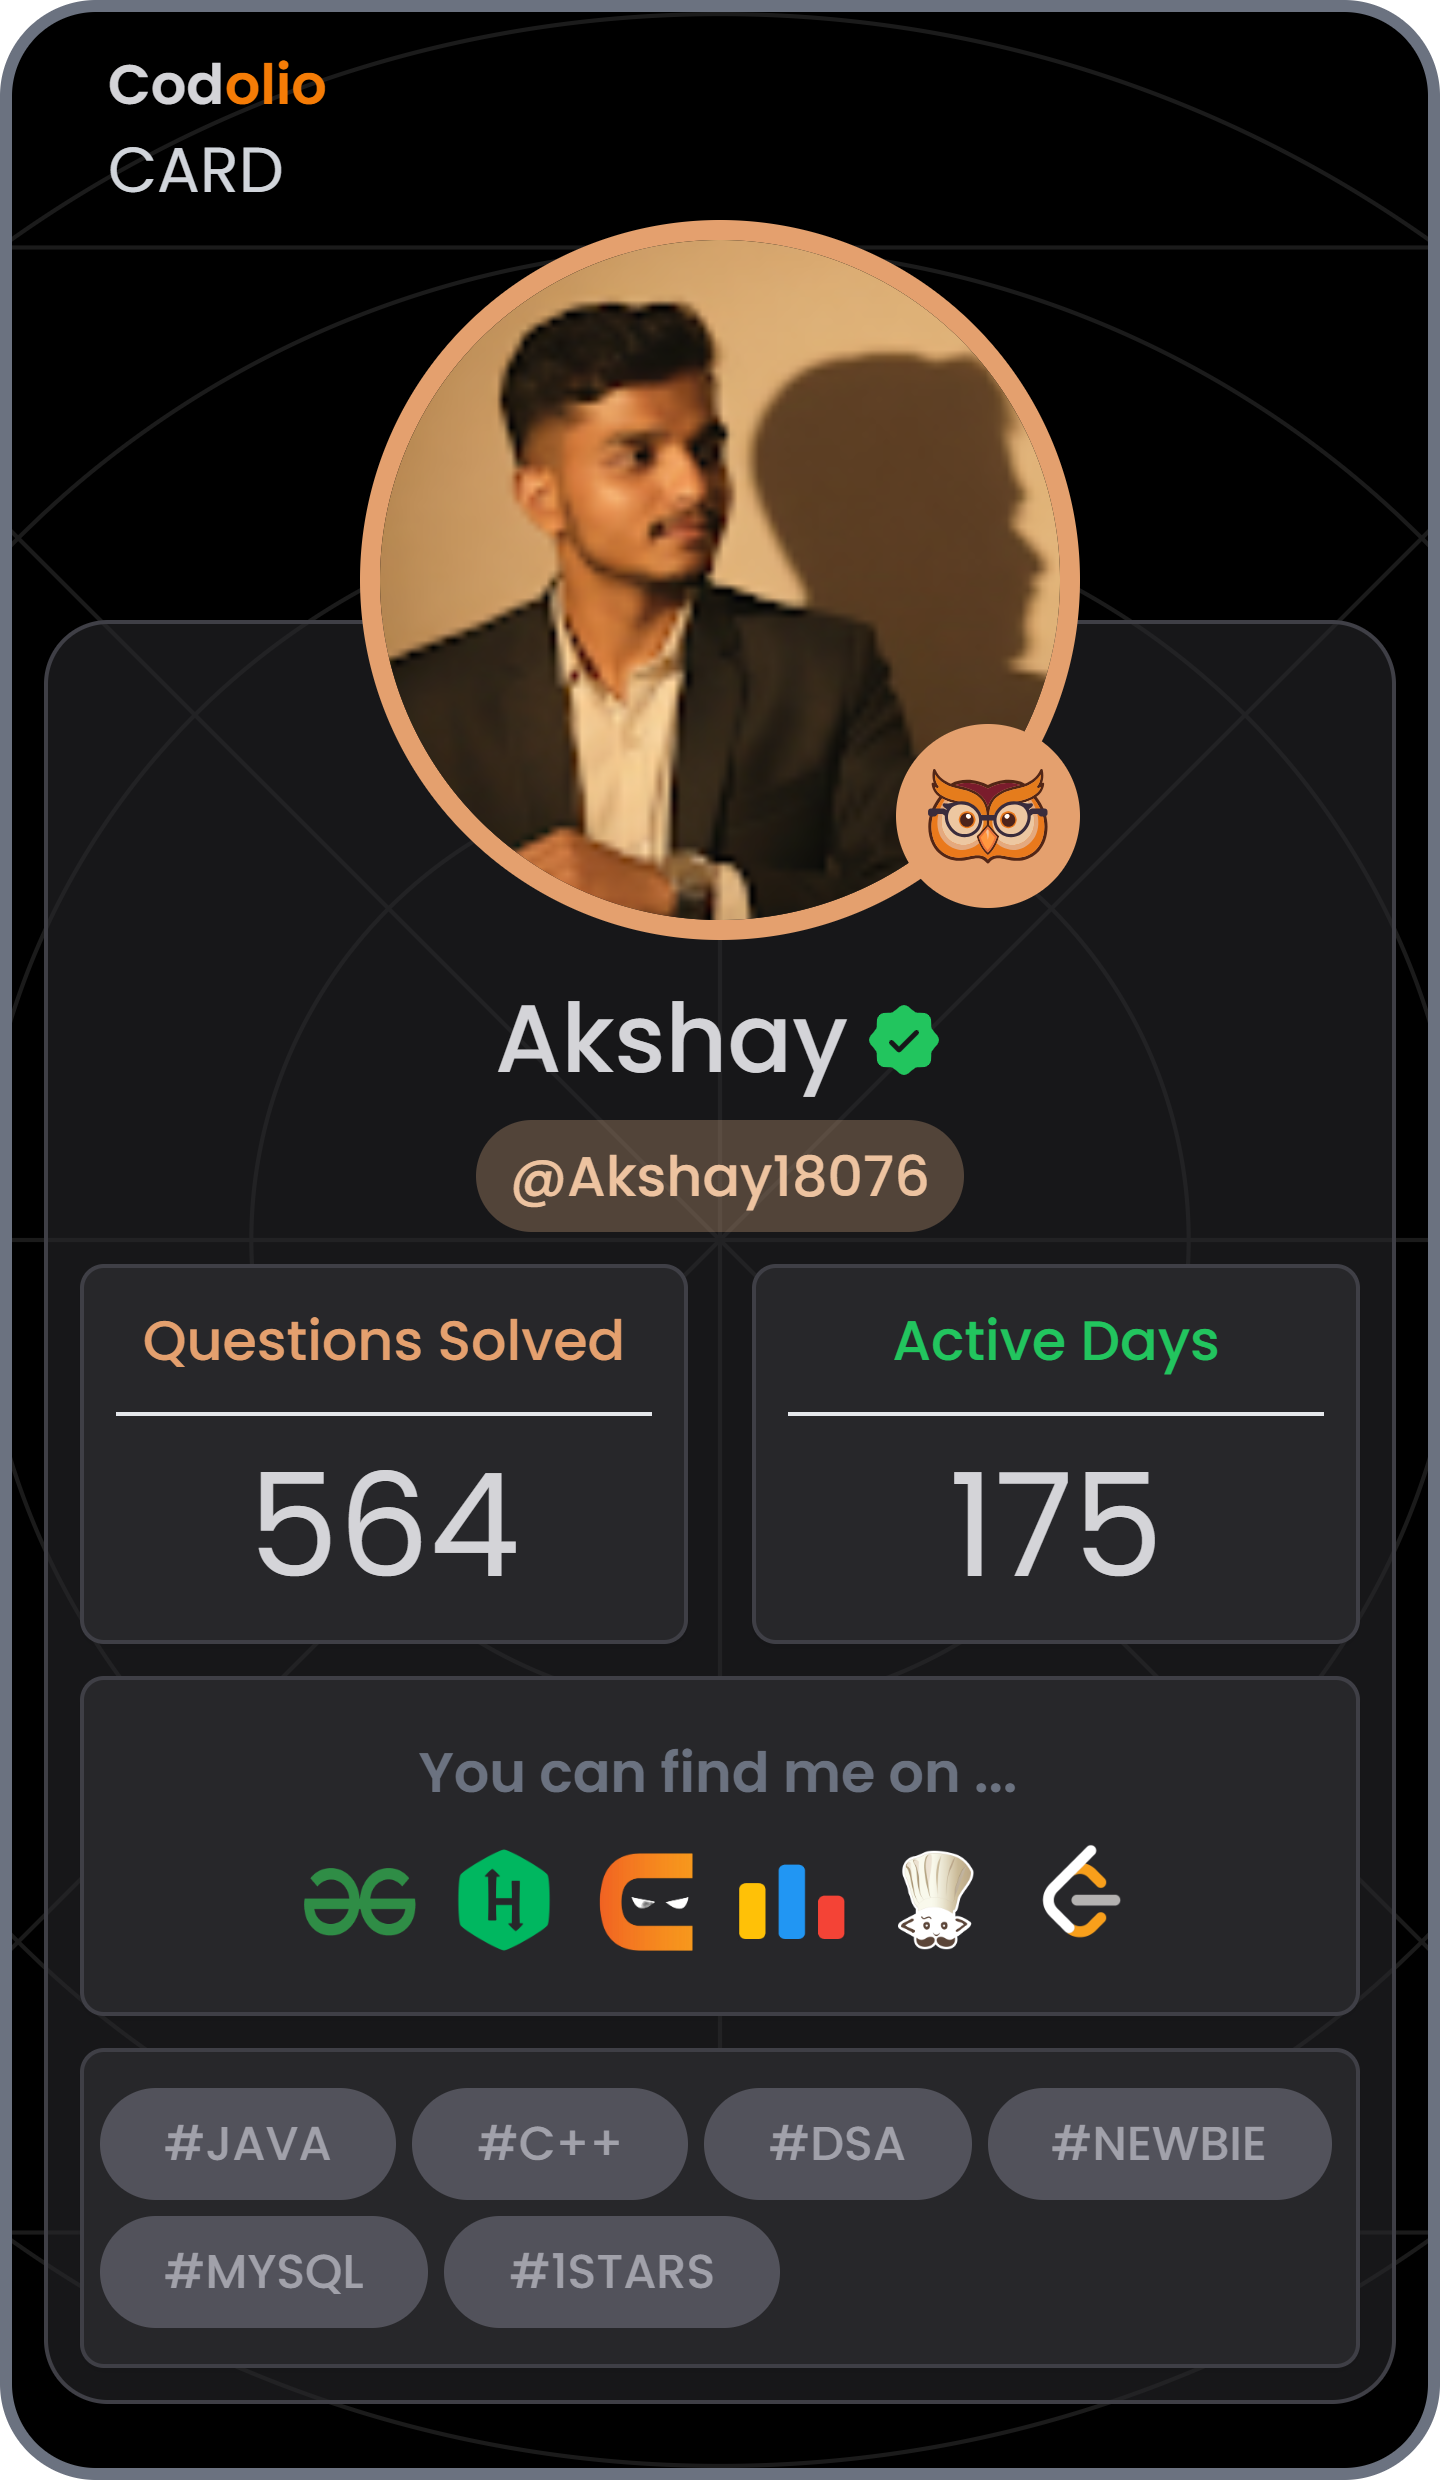 Codolio
CARD
Akshay
@Akshay18076
Questions Solved
564
Active Days
175
You can find me on ...
#JAVA #C++ #DSA #NEWBIE
#MYSQL #1STARS